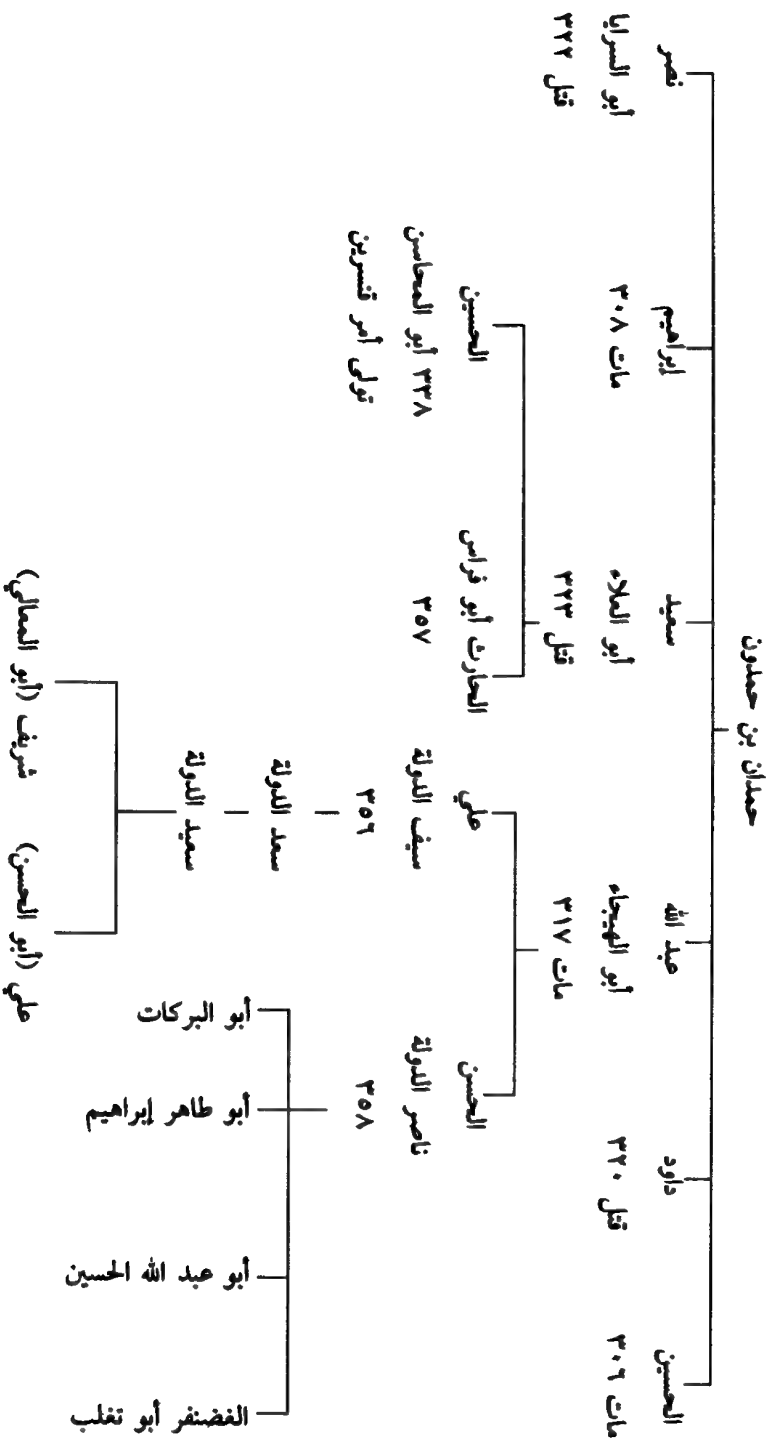 حمدان بن حمدون
الحسين
مات ٣٠٦
داود
قتل ٣٢٠
عبد الله
أبو الهيجاء
مات ٣١٧
سعيد
أبو العلاء
قتل ٣٢٣
إبراهيم
مات ٣٠٨
نصر
أبو السرايا
قتل ٣٢٢
الحسن
ناصر الدولة
٣٥٨
علي
سيف الدولة
٣٥٦
الحارث أبو فراس
٣٥٧
الحسين
٣٣٨ أبو المحاسن
تولى أمر قنسرين
سعد الدولة
سعيد الدولة
علي (أبو الحسن)
شريف (أبو المعالي)
أبو البركات
أبو طاهر إبراهيم
أبو عبد الله الحسين
الغضنفر أبو تغلب